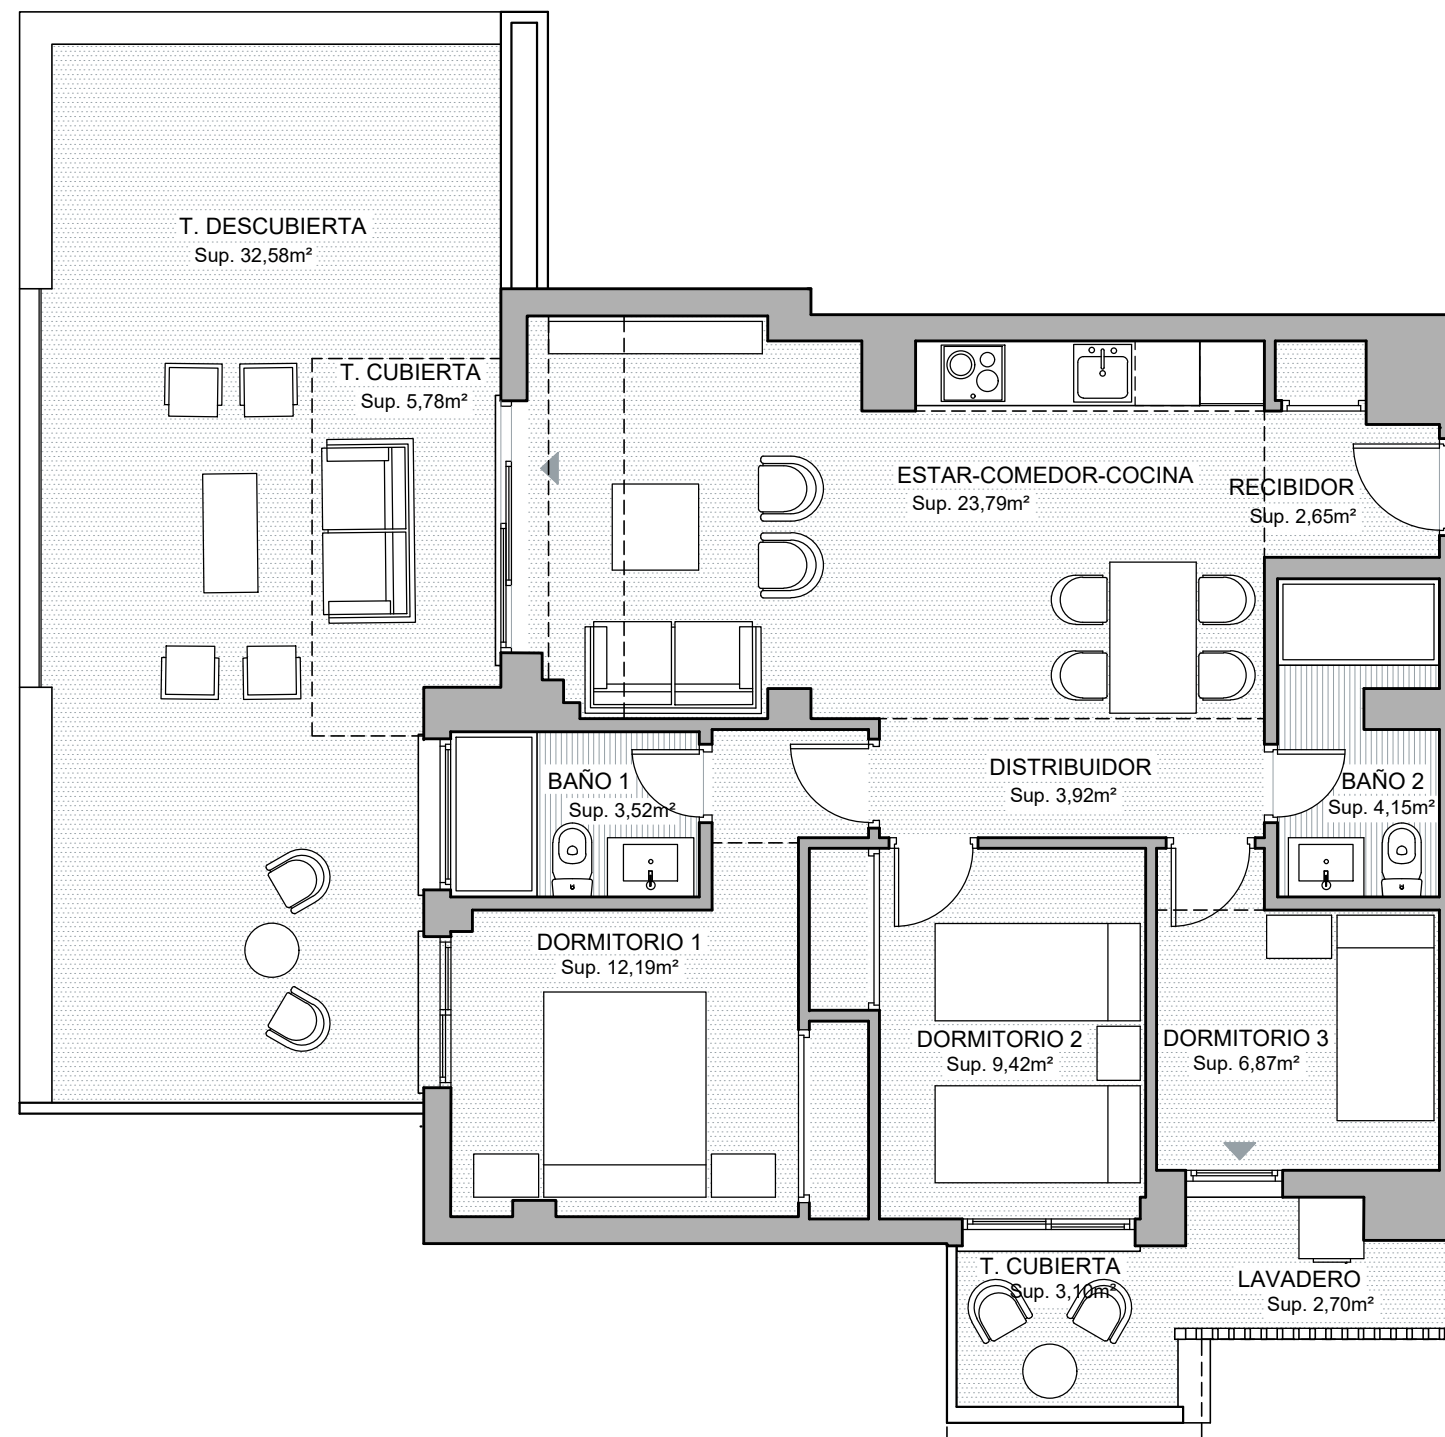 T. DESCUBIERTA
Sup. 32,58m²
T. CUBIERTA
Sup. 5,78m²
ESTAR-COMEDOR-COCINA
Sup. 23,79m²
RECIBIDOR
Sup. 2,65m²
DISTRIBUIDOR
Sup. 3,92m²
BAÑO 1
Sup. 3,52m²
BAÑO 2
Sup. 4,15m²
DORMITORIO 1
Sup. 12,19m²
DORMITORIO 2
Sup. 9,42m²
DORMITORIO 3
Sup. 6,87m²
T. CUBIERTA
Sup. 3,10m²
LAVADERO
Sup. 2,70m²